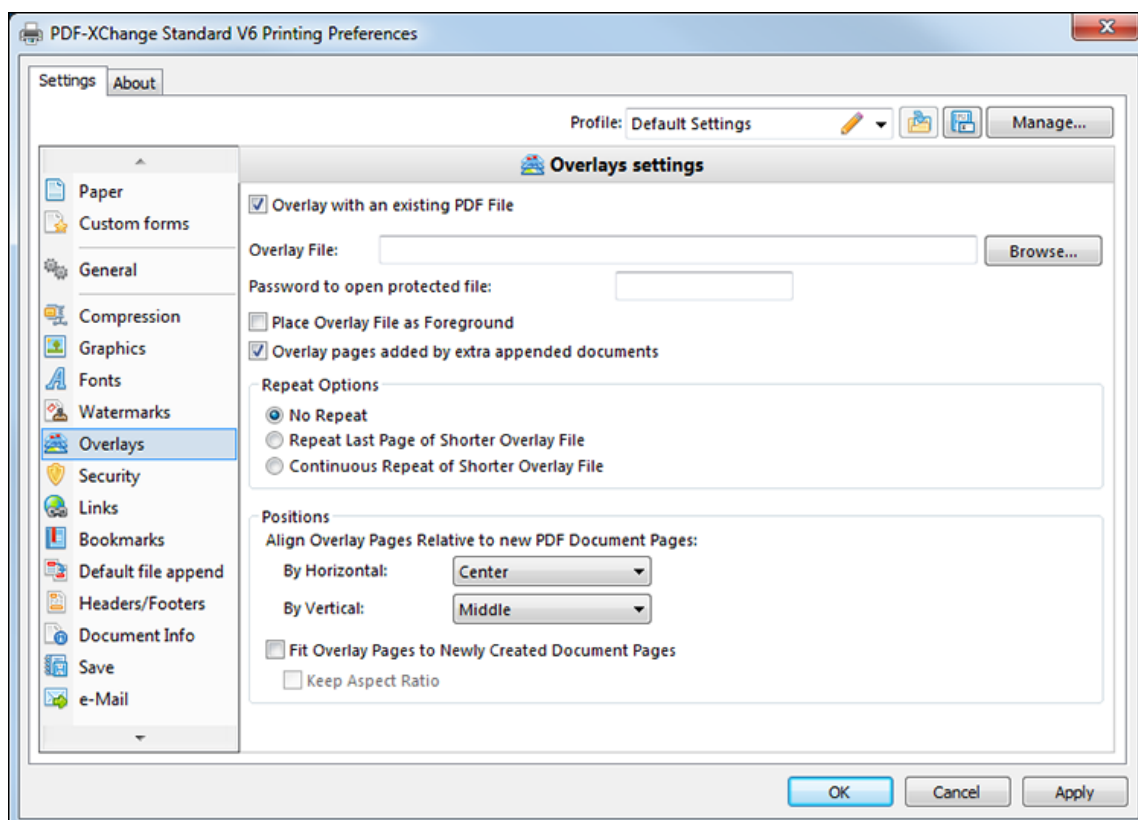 PDF-XChange Standard V6 Printing Preferences
Settings
About
Profile: Default Settings
Manage...
Paper
Custom forms
General
Compression
Graphics
Fonts
Watermarks
Overlays
Security
Links
Bookmarks
Default file append
Headers/Footers
Document Info
Save
e-Mail
Overlays settings
Overlay with an existing PDF File
Overlay File:
Browse...
Password to open protected file:
Place Overlay File as Foreground
Overlay pages added by extra appended documents
Repeat Options
No Repeat
Repeat Last Page of Shorter Overlay File
Continuous Repeat of Shorter Overlay File
Positions
Align Overlay Pages Relative to new PDF Document Pages:
By Horizontal: Center
By Vertical: Middle
Fit Overlay Pages to Newly Created Document Pages
Keep Aspect Ratio
OK
Cancel
Apply